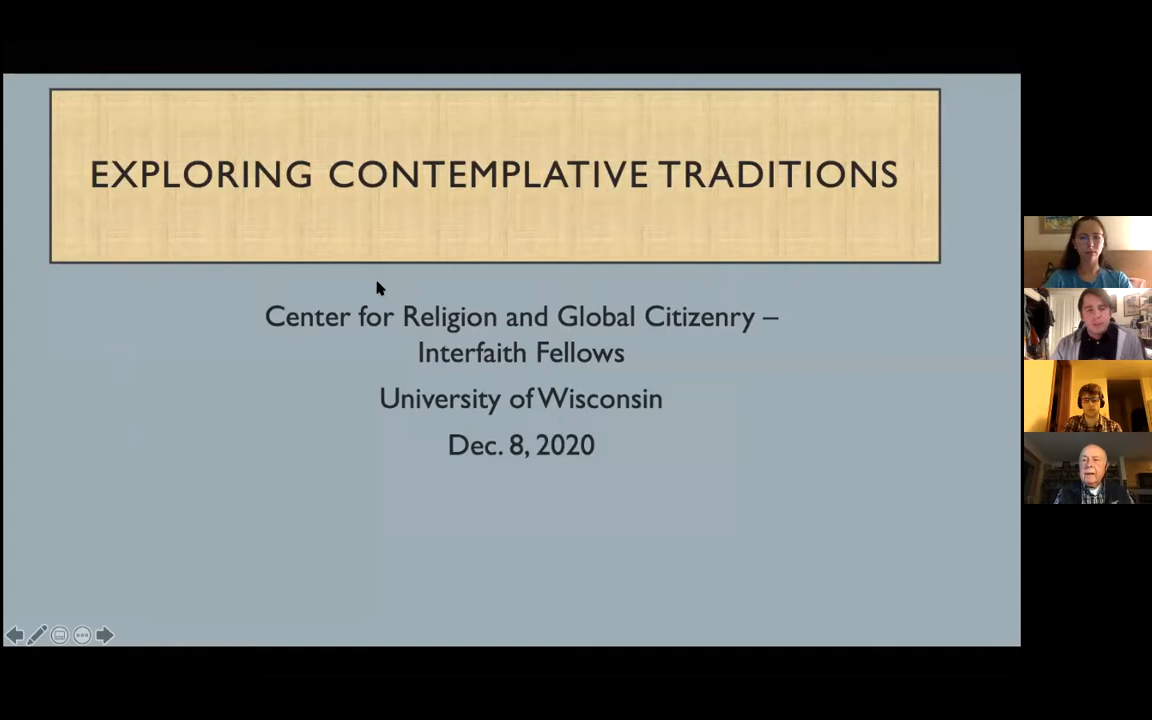 EXPLORING CONTEMPLATIVE TRADITIONS
Center for Religion and Global Citizenry –
Interfaith Fellows
University of Wisconsin
Dec. 8, 2020